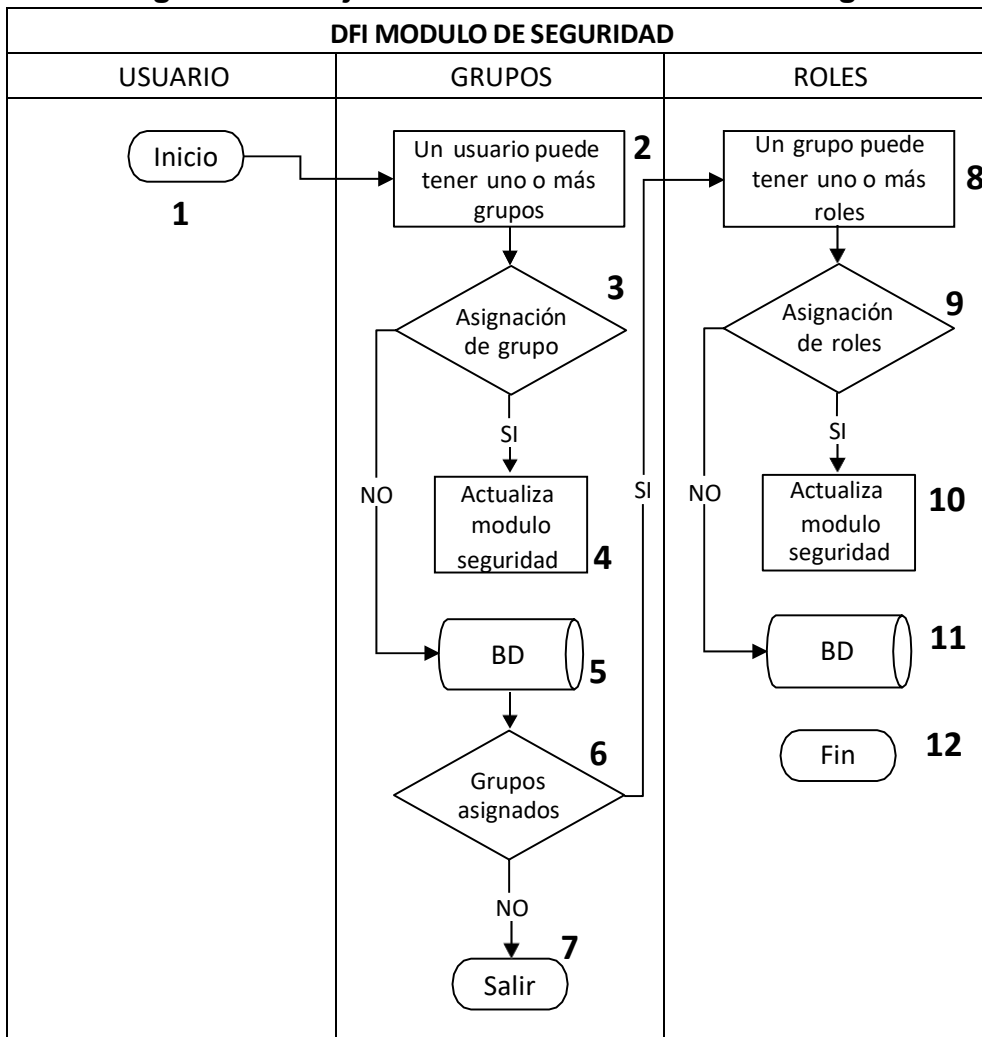 DFI MODULO DE SEGURIDAD
USUARIO
GRUPOS
ROLES
Inicio
1
Un usuario puede
tener uno o más
grupos
2
Asignación
de grupo
3
SI
NO
Actualiza
modulo
seguridad
4
BD
5
Grupos
asignados
6
SI
NO
Salir
7
Un grupo puede
tener uno o más
roles
8
Asignación
de roles
9
SI
NO
Actualiza
modulo
seguridad
10
BD
11
Fin
12